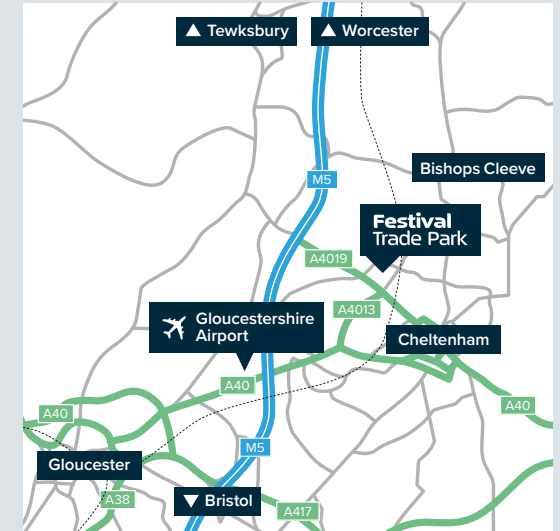 ▲ Tewksbury
▲ Worcester
M5
Bishops Cleeve
Festival
Trade Park
A4019
A4013
Gloucestershire
Airport
Cheltenham
A40
A40
A40
M5
Gloucester
A38
▼ Bristol
A417